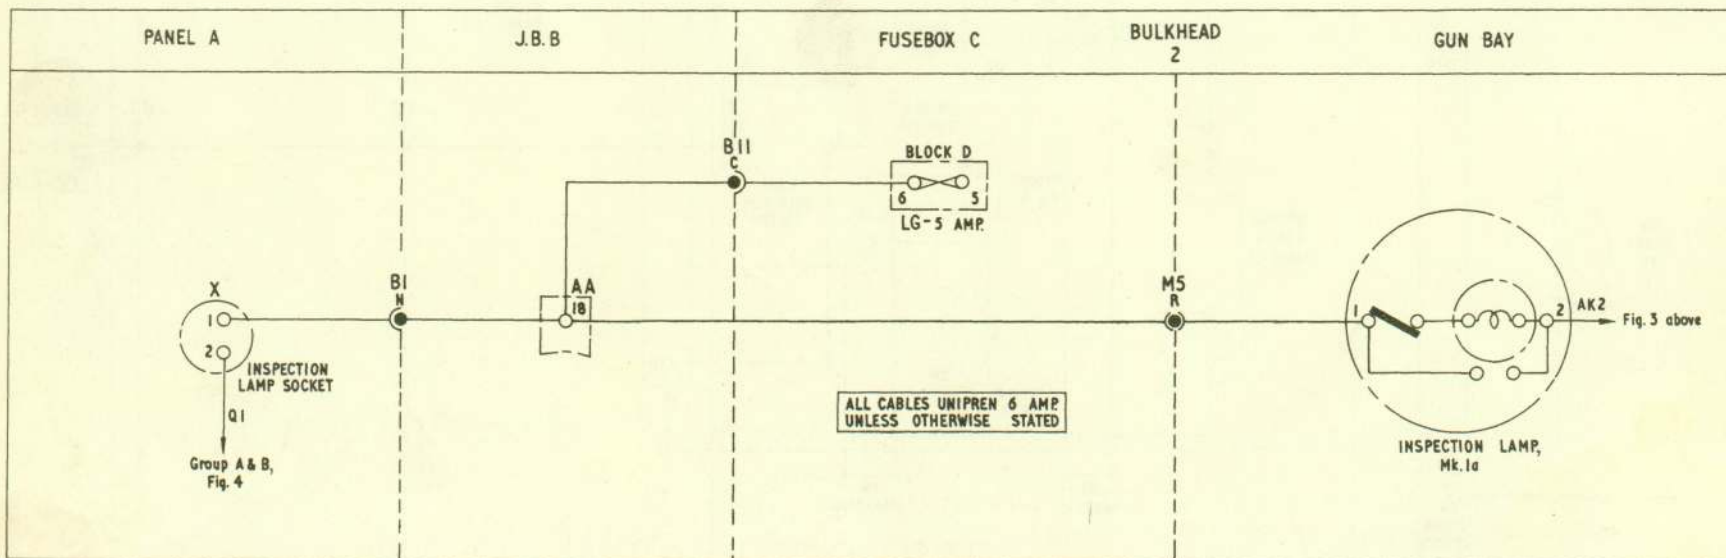 PANEL A
J.B.B
FUSEBOX C
BULKHEAD
2
GUN BAY
B11
C
BLOCK D
6 5
LG-5 AMP.
X
1
2
INSPECTION
LAMP SOCKET
Q1
Group A & B,
Fig. 4
B1
N
AA
18
M5
R
1
2
AK2
Fig. 3 above
ALL CABLES UNIPREN 6 AMP.
UNLESS OTHERWISE STATED
INSPECTION LAMP,
Mk.1a